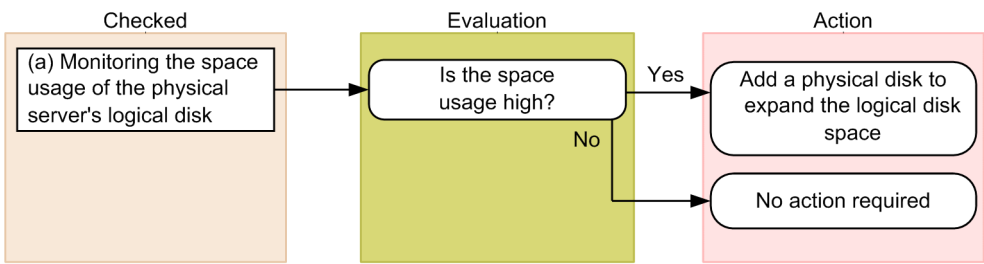 Checked
Evaluation
Action
(a) Monitoring the space
usage of the physical
server's logical disk
Is the space
usage high?
Yes
No
Add a physical disk to
expand the logical disk
space
No action required